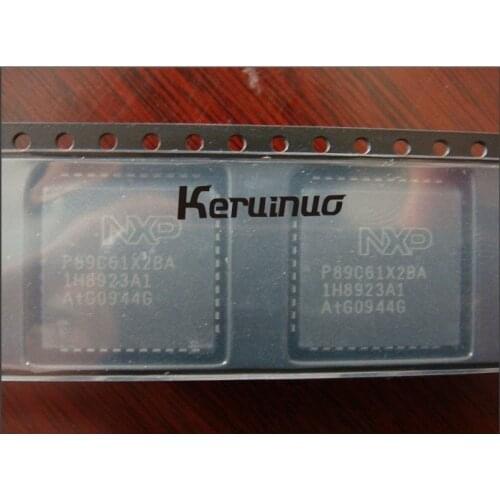 Keruinuo
NXP
P89C61X2BA
1H8923A1
AtG0944G
NXP
P89C61X2BA
1H8923A1
AtG0944G